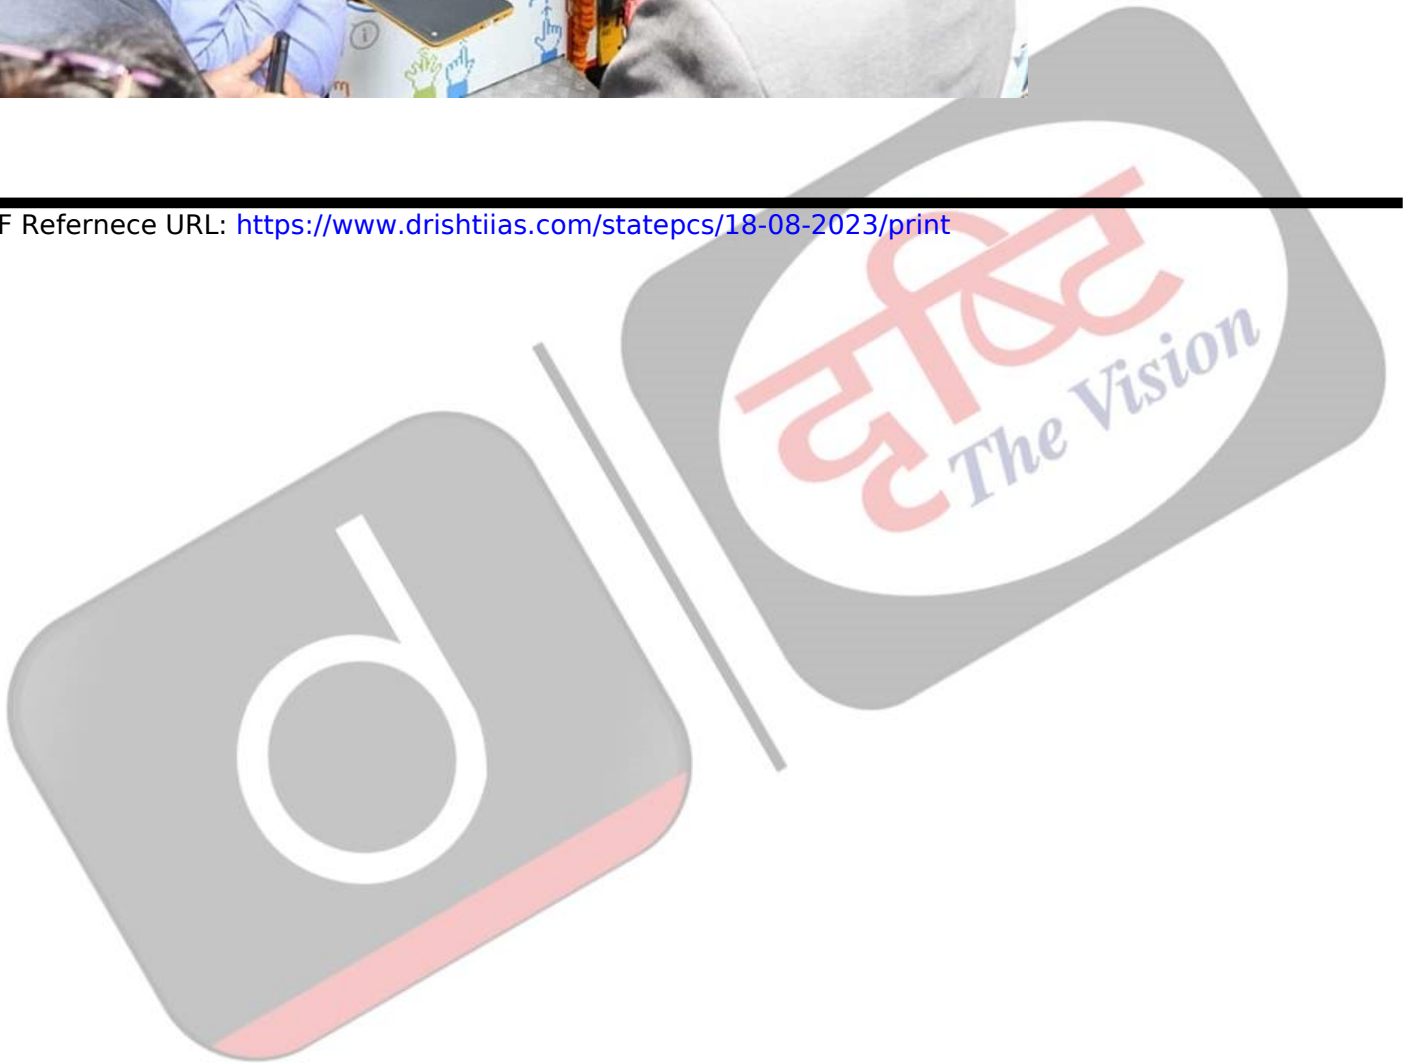 F Refernece URL: https://www.drishtiias.com/statepcs/18-08-2023/print
दृष्टि
The Vision